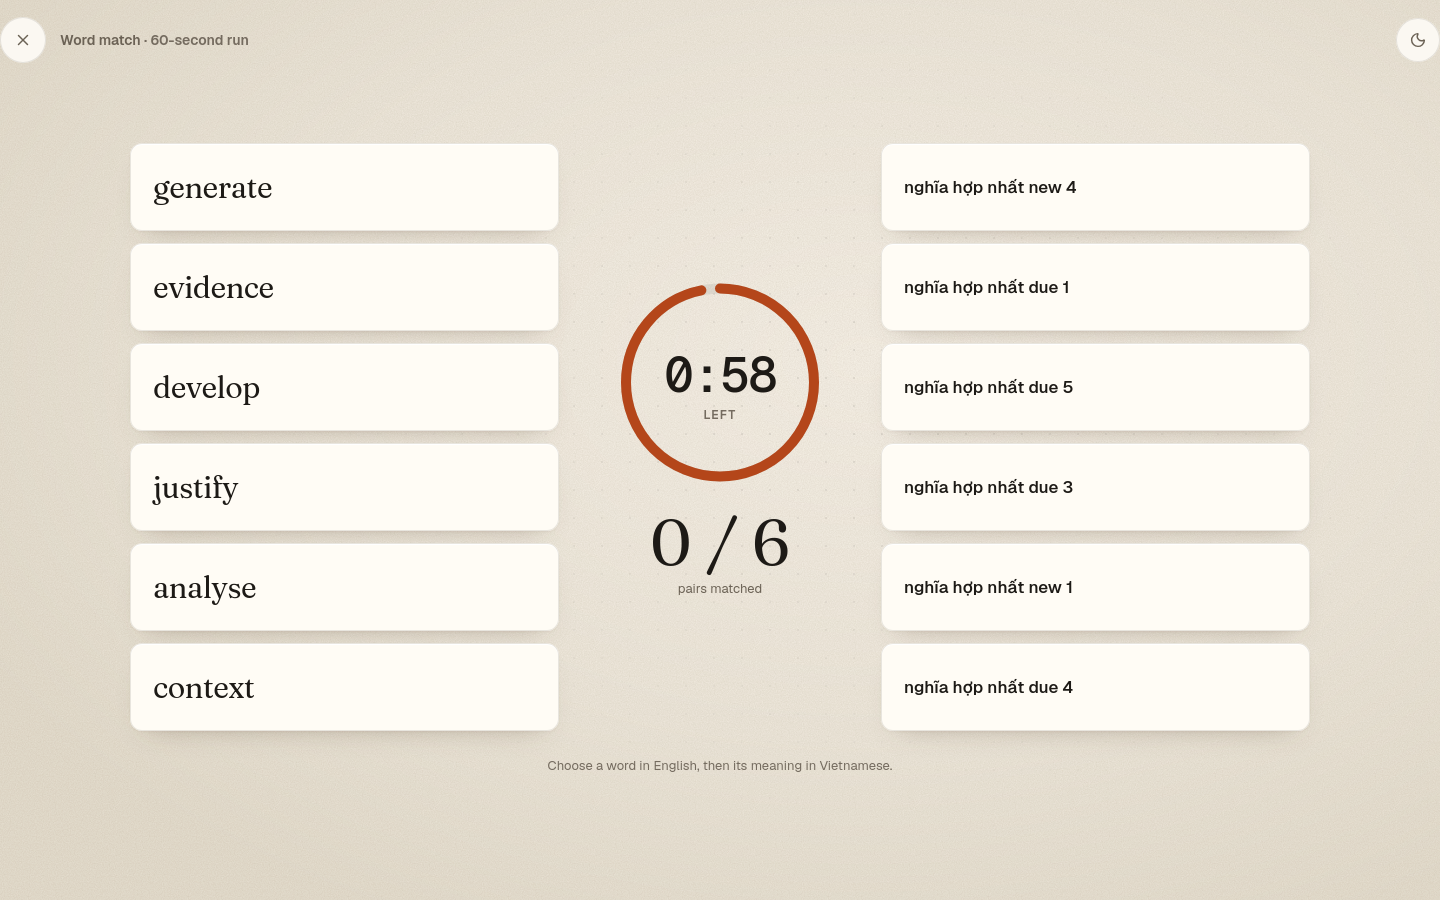 Word match · 60-second run
generate
evidence
develop
justify
analyse
context
0:58
LEFT
0 / 6
pairs matched
nghĩa hợp nhất new 4
nghĩa hợp nhất due 1
nghĩa hợp nhất due 5
nghĩa hợp nhất due 3
nghĩa hợp nhất new 1
nghĩa hợp nhất due 4
Choose a word in English, then its meaning in Vietnamese.